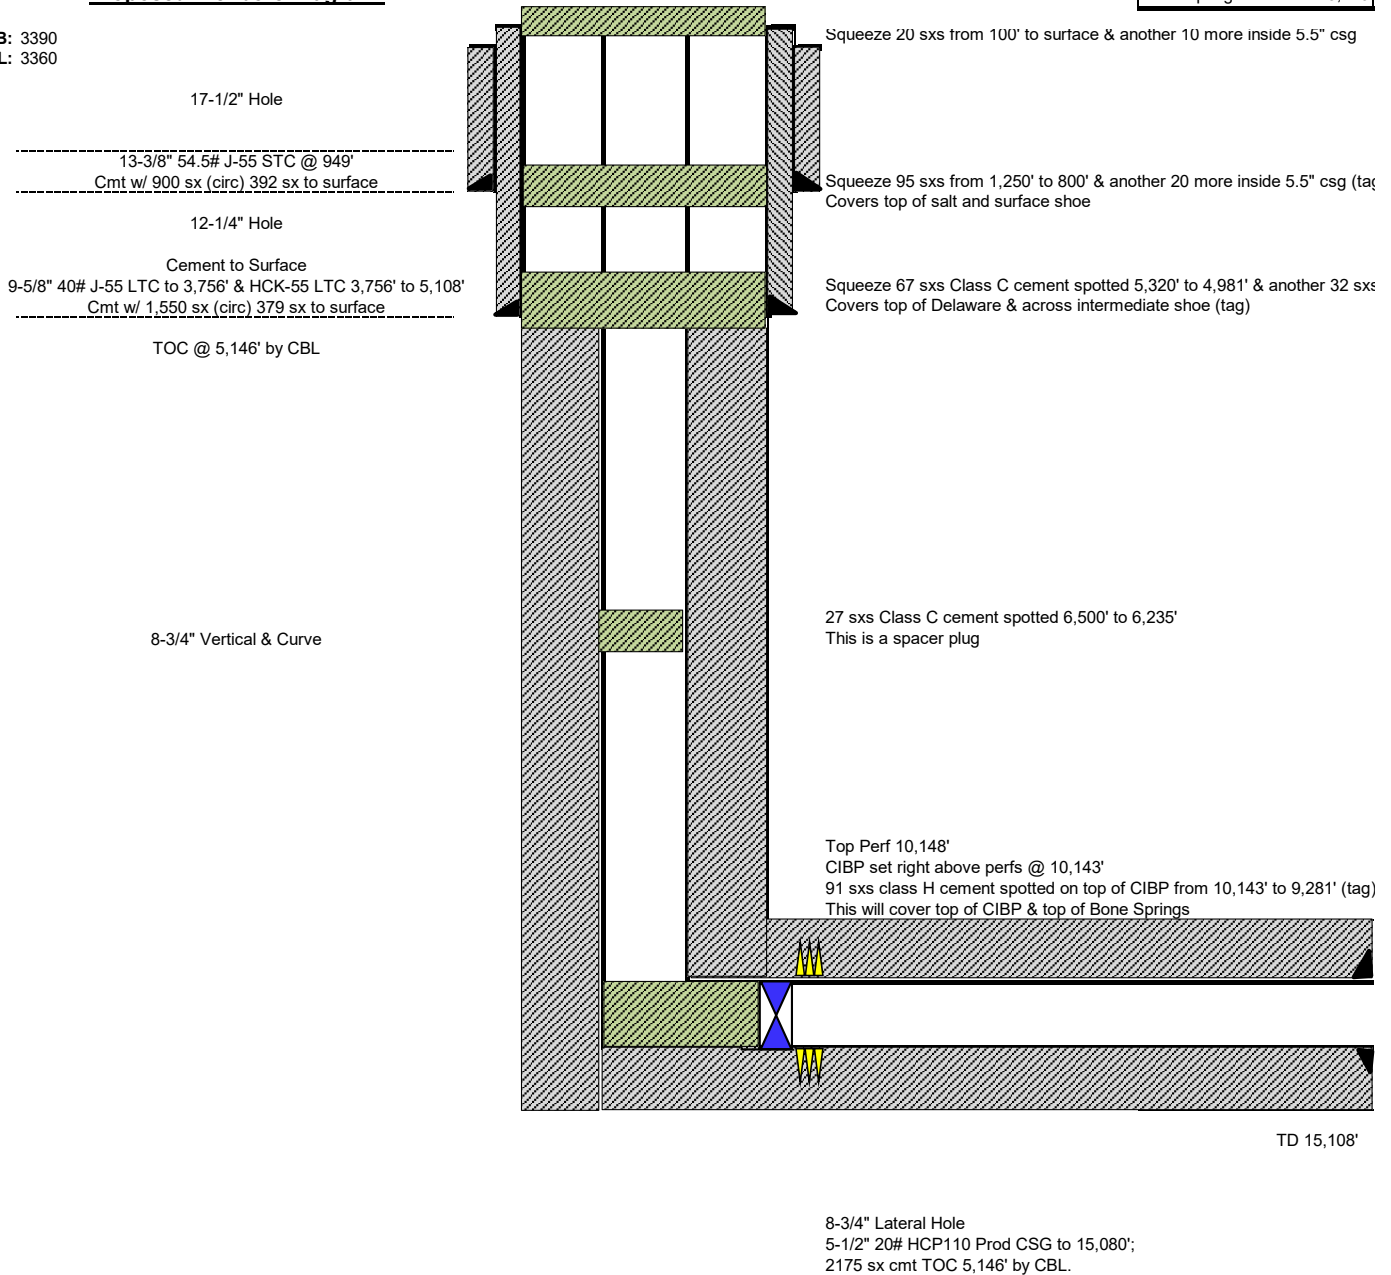 B: 3390
L: 3360
17-1/2" Hole
13-3/8" 54.5# J-55 STC @ 949'
Cmt w/ 900 sx (circ) 392 sx to surface
12-1/4" Hole
Cement to Surface
9-5/8" 40# J-55 LTC to 3,756' & HCK-55 LTC 3,756' to 5,108'
Cmt w/ 1,550 sx (circ) 379 sx to surface
TOC @ 5,146' by CBL
8-3/4" Vertical & Curve
Squeeze 20 sxs from 100' to surface & another 10 more inside 5.5" csg
Squeeze 95 sxs from 1,250' to 800' & another 20 more inside 5.5" csg (tag
Covers top of salt and surface shoe
Squeeze 67 sxs Class C cement spotted 5,320' to 4,981' & another 32 sxs
Covers top of Delaware & across intermediate shoe (tag)
27 sxs Class C cement spotted 6,500' to 6,235'
This is a spacer plug
Top Perf 10,148'
CIBP set right above perfs @ 10,143'
91 sxs class H cement spotted on top of CIBP from 10,143' to 9,281' (tag)
This will cover top of CIBP & top of Bone Springs
TD 15,108'
8-3/4" Lateral Hole
5-1/2" 20# HCP110 Prod CSG to 15,080';
2175 sx cmt TOC 5,146' by CBL.